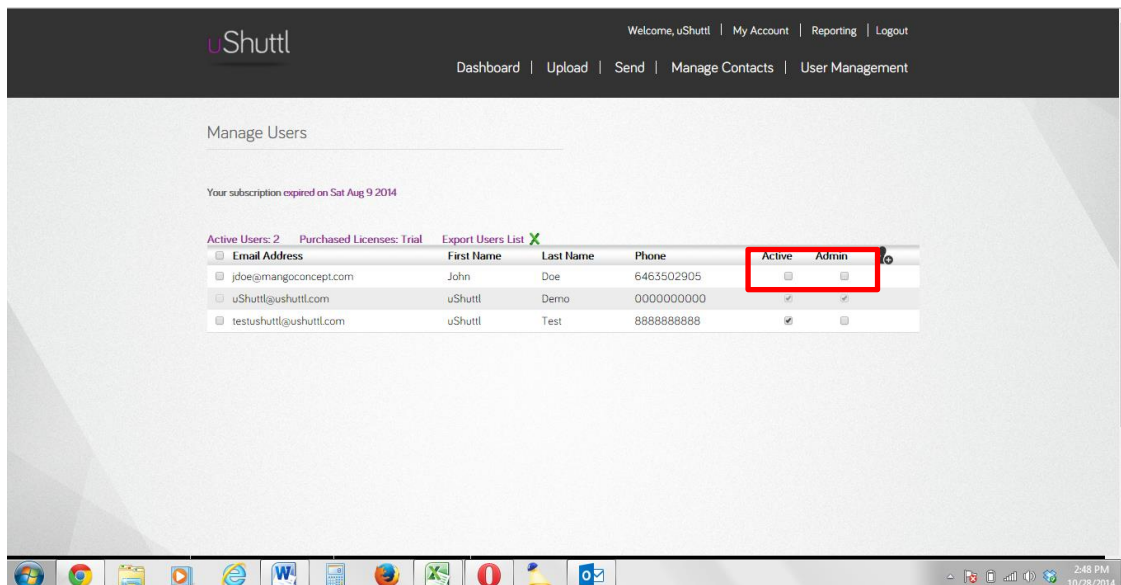 uShuttl
Welcome, uShuttl | My Account | Reporting | Logout
Dashboard | Upload | Send | Manage Contacts | User Management
Manage Users
Your subscription expired on Sat Aug 9 2014
Active Users: 2 Purchased Licenses: Trial Export Users List
Email Address First Name Last Name Phone Active Admin
jdoe@mangoconcept.com John Doe 6463502905
uShuttl@ushuttl.com uShuttl Demo 0000000000
testushuttl@ushuttl.com uShuttl Test 8888888888
2:48 PM
10/28/2014